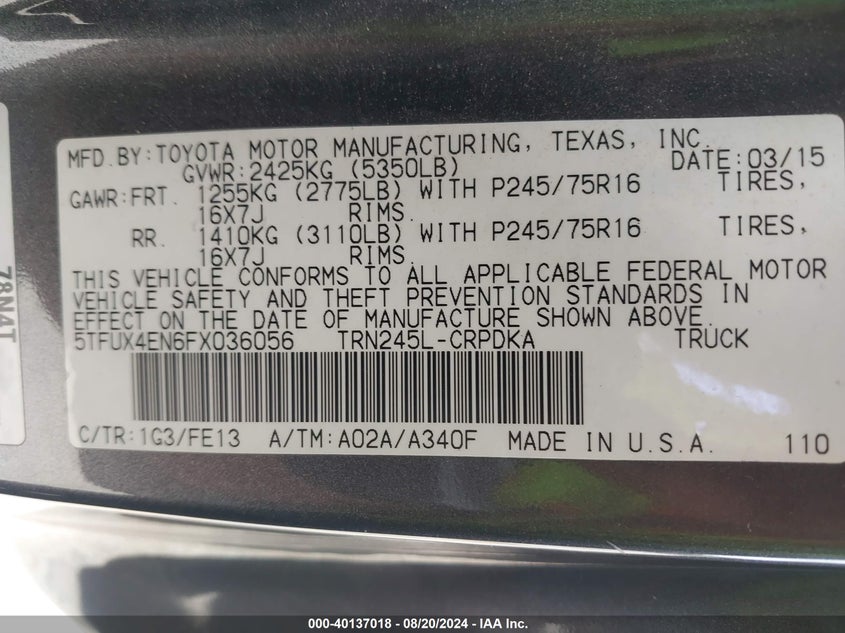 MFD.BY:TOYOTA MOTOR MANUFACTURING, TEXAS, INC.
GVWR:2425KG (5350LB) DATE:03/15
GAWR:FRT. 1255KG (2775LB) WITH P245/75R16 TIRES,
16X7J RIMS.
RR. 1410KG (3110LB) WITH P245/75R16 TIRES,
16X7J RIMS.
THIS VEHICLE CONFORMS TO ALL APPLICABLE FEDERAL MOTOR
VEHICLE SAFETY AND THEFT PREVENTION STANDARDS IN
EFFECT ON THE DATE OF MANUFACTURE SHOWN ABOVE.
5TFUX4EN6FX036056 TRN245L-CRPDKA TRUCK
C/TR:1G3/FE13 A/TM:A02A/A340F MADE IN U.S.A. 110
78N4T
000-40137018 - 08/20/2024 - IAA Inc.